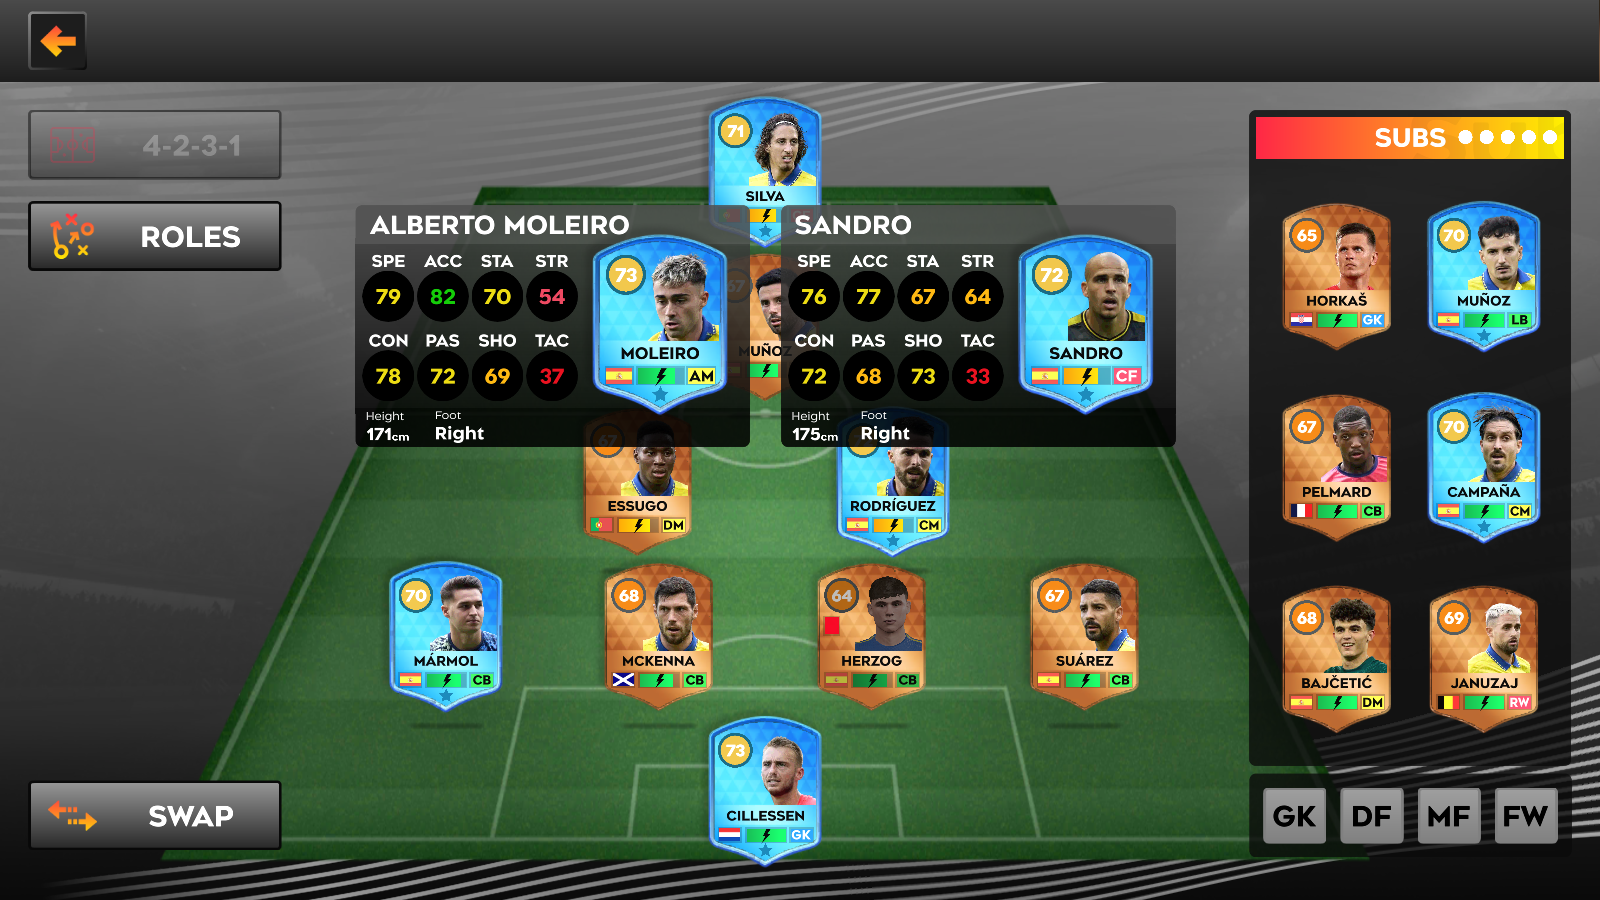 4-2-3-1
ROLES
SWAP
71
SILVA
ALBERTO MOLEIRO
SPE ACC STA STR
79 82 70 54
CON PAS SHO TAC
78 72 69 37
Height Foot
171cm Right
73
MOLEIRO
AM
67
MUÑOZ
SANDRO
SPE ACC STA STR
76 77 67 64
CON PAS SHO TAC
72 68 73 33
Height Foot
175cm Right
72
SANDRO
CF
67
ESSUGO
DM
RODRÍGUEZ
CM
70
MÁRMOL
CB
68
MCKENNA
CB
64
HERZOG
CB
67
SUÁREZ
CB
73
CILLESSEN
GK
SUBS
65
HORKAŠ
GK
70
MUÑOZ
LB
67
PELMARD
CB
70
CAMPAÑA
CM
68
BAJČETIĆ
DM
69
JANUZAJ
RW
GK DF MF FW